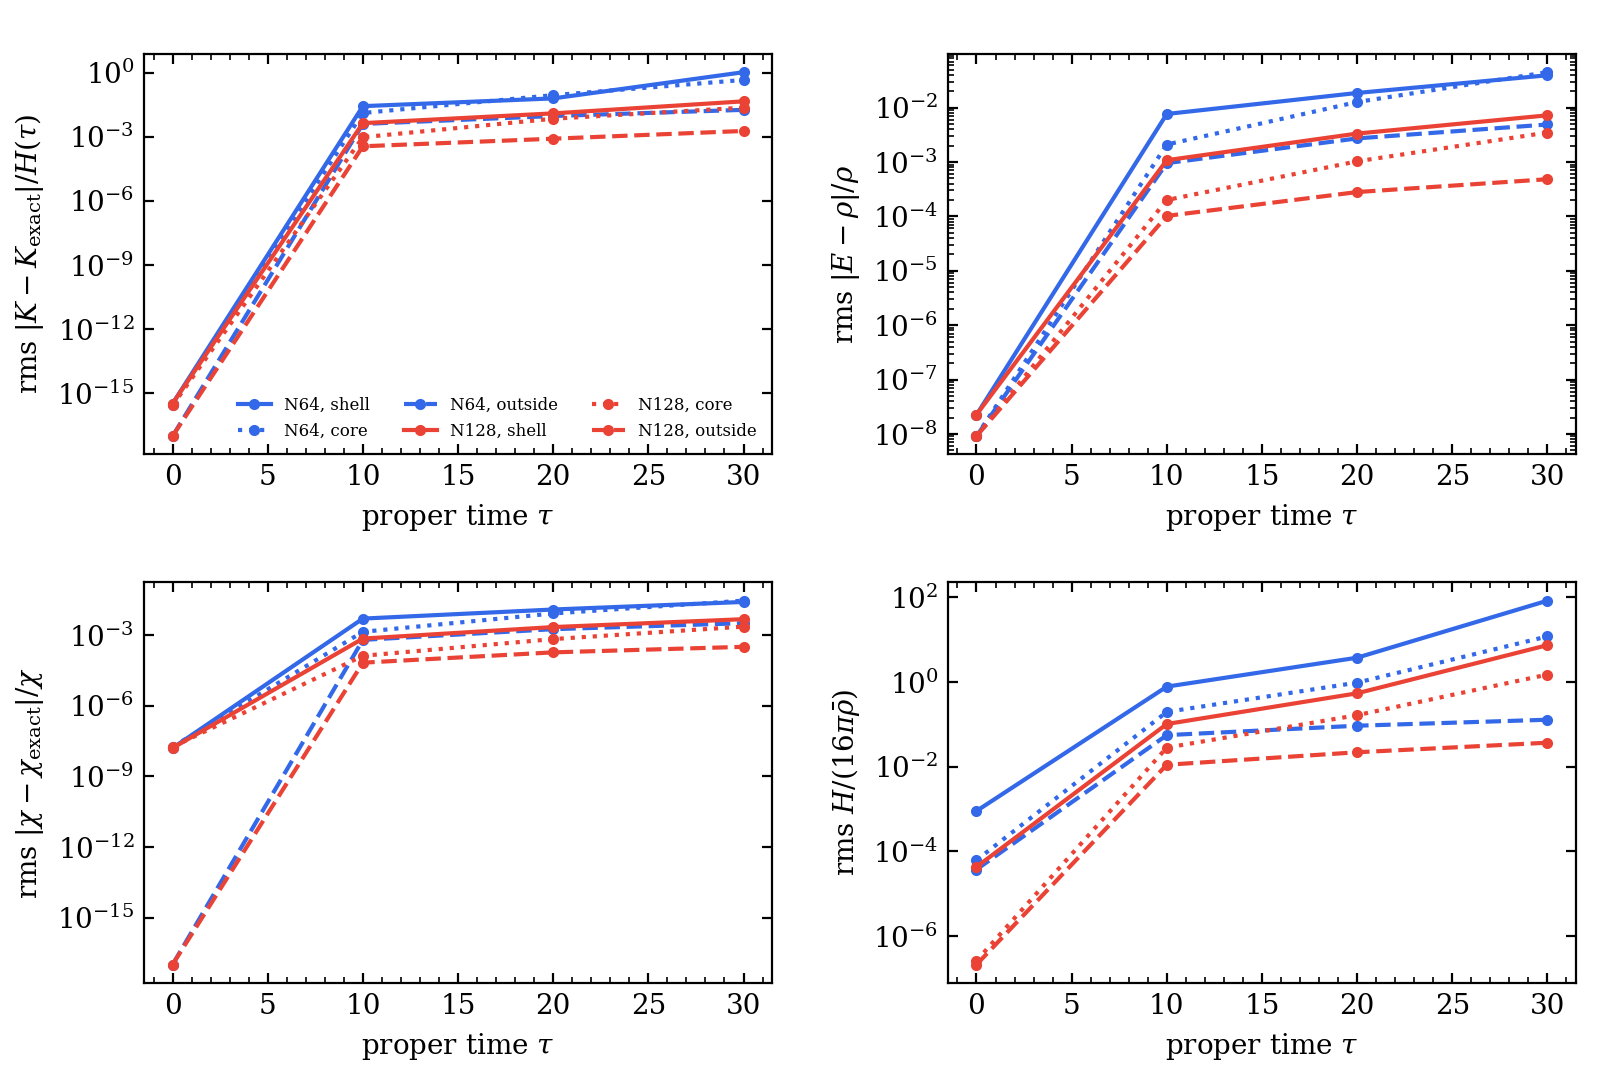 rms |K − K_exact|/H(τ)
10^0
10^−3
10^−6
10^−9
10^−12
10^−15
N64, shell
N64, core
N64, outside
N128, shell
N128, core
N128, outside
0 5 10 15 20 25 30
proper time τ
rms |E − ρ|/ρ
10^−2
10^−3
10^−4
10^−5
10^−6
10^−7
10^−8
0 5 10 15 20 25 30
proper time τ
rms |χ − χ_exact|/χ
10^−3
10^−6
10^−9
10^−12
10^−15
0 5 10 15 20 25 30
proper time τ
rms H/(16πρ̄)
10^2
10^0
10^−2
10^−4
10^−6
0 5 10 15 20 25 30
proper time τ